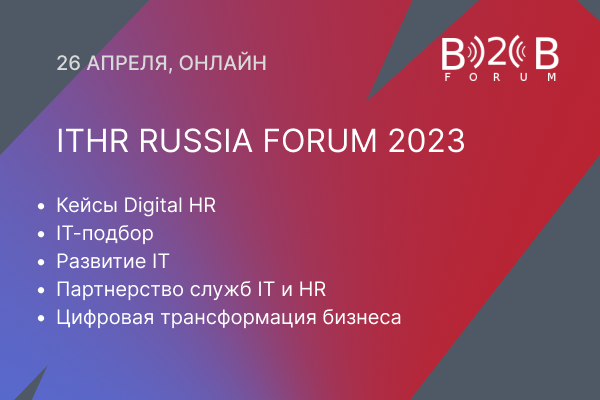 26 АПРЕЛЯ, ОНЛАЙН
B2B
FORUM
ITHR RUSSIA FORUM 2023
• Кейсы Digital HR
• IT-подбор
• Развитие IT
• Партнерство служб IT и HR
• Цифровая трансформация бизнеса